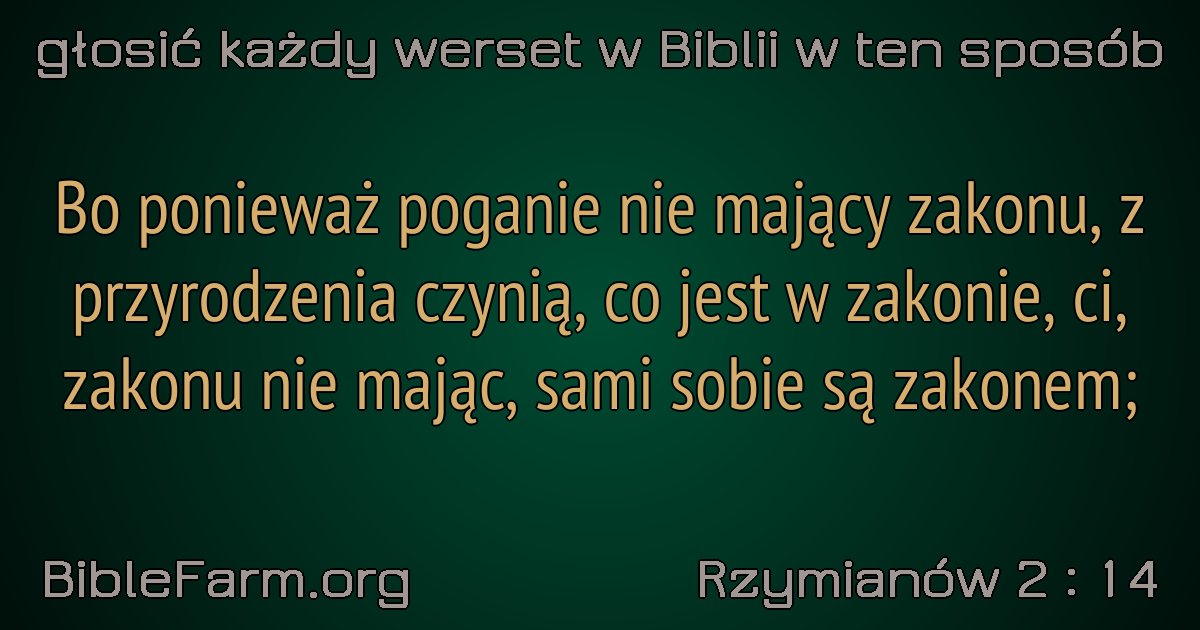 głosić każdy werset w Biblii w ten sposób
Bo ponieważ poganie nie mający zakonu, z
przyrodzenia czynią, co jest w zakonie, ci,
zakonu nie mając, sami sobie są zakonem;
BibleFarm.org
Rzymianów 2 : 14